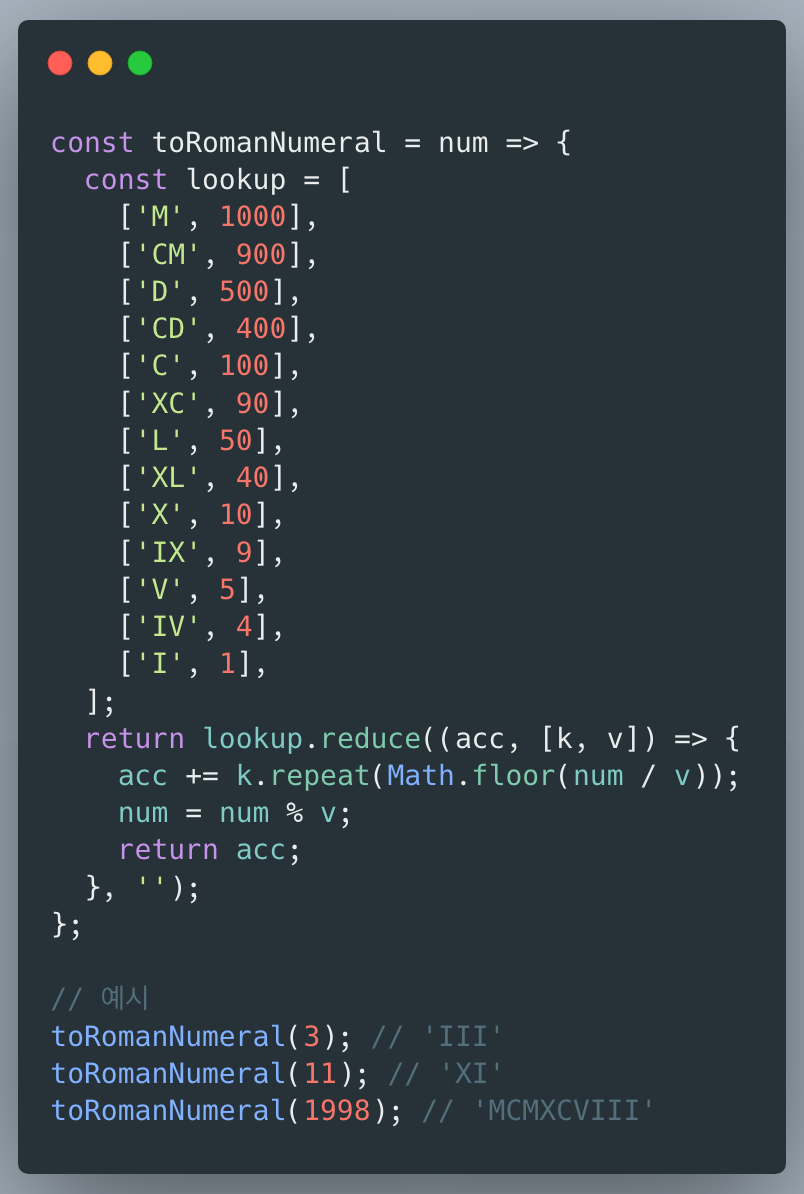 const toRomanNumeral = num => {
  const lookup = [
    ['M', 1000],
    ['CM', 900],
    ['D', 500],
    ['CD', 400],
    ['C', 100],
    ['XC', 90],
    ['L', 50],
    ['XL', 40],
    ['X', 10],
    ['IX', 9],
    ['V', 5],
    ['IV', 4],
    ['I', 1],
  ];
  return lookup.reduce((acc, [k, v]) => {
    acc += k.repeat(Math.floor(num / v));
    num = num % v;
    return acc;
  }, '');
};

// 예시
toRomanNumeral(3); // 'III'
toRomanNumeral(11); // 'XI'
toRomanNumeral(1998); // 'MCMXCVIII'